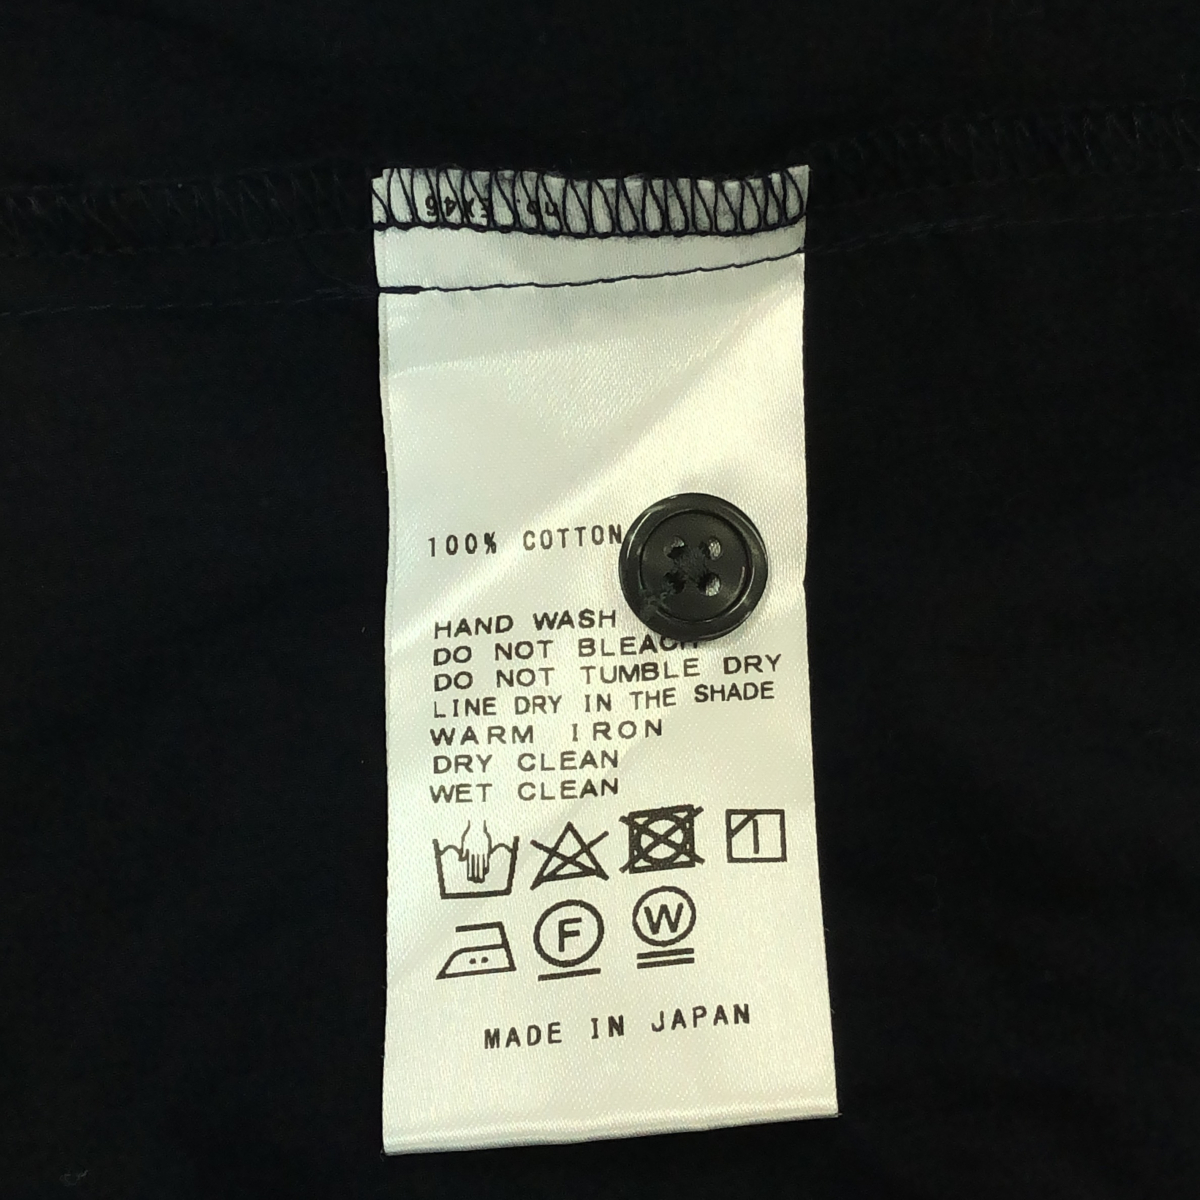 100% COTTON
HAND WASH
DO NOT BLEACH
DO NOT TUMBLE DRY
LINE DRY IN THE SHADE
WARM IRON
DRY CLEAN
WET CLEAN
F W
MADE IN JAPAN